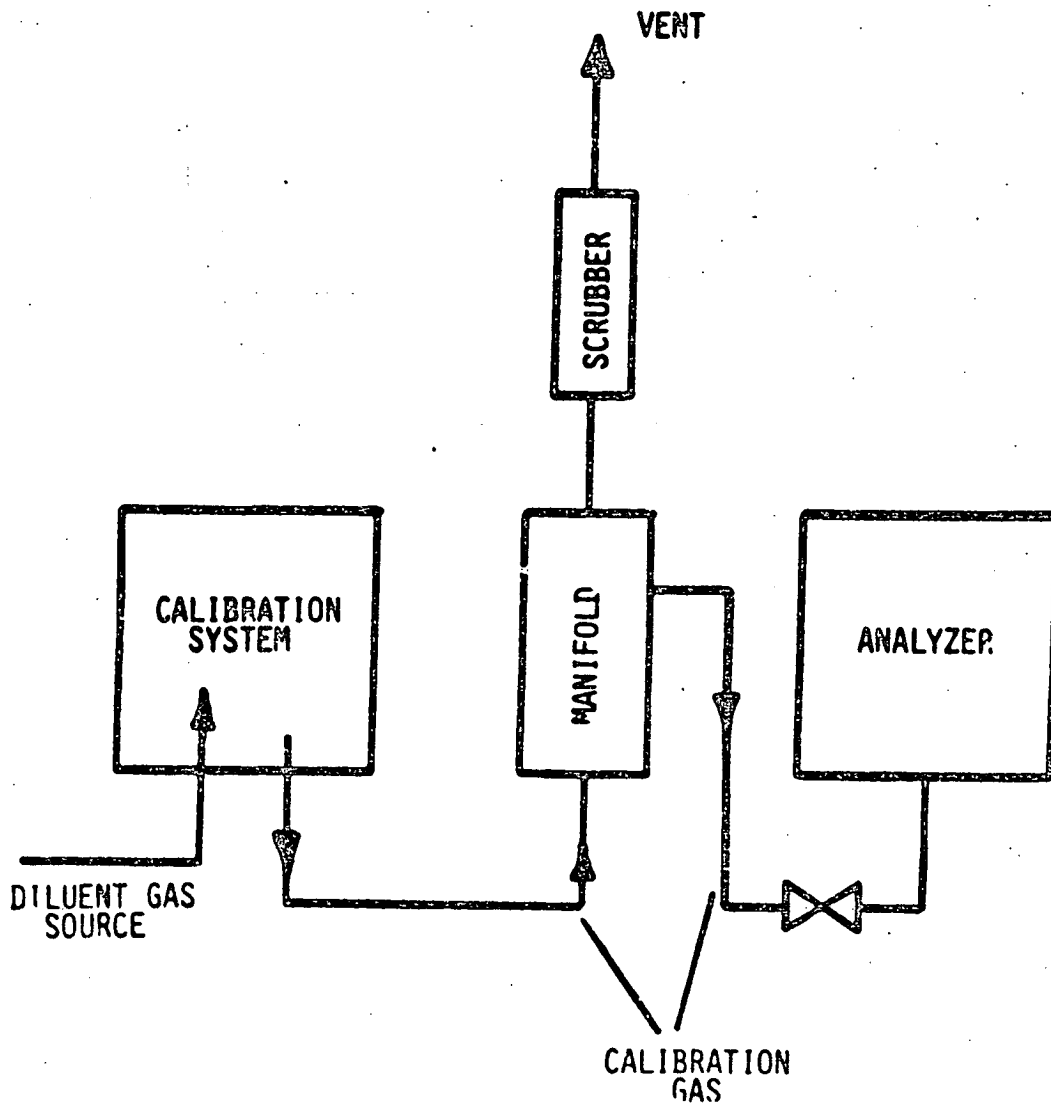 VENT
SCRUBBER
CALIBRATION
SYSTEM
MANIFOLD
ANALYZER
DILUENT GAS
SOURCE
CALIBRATION
GAS